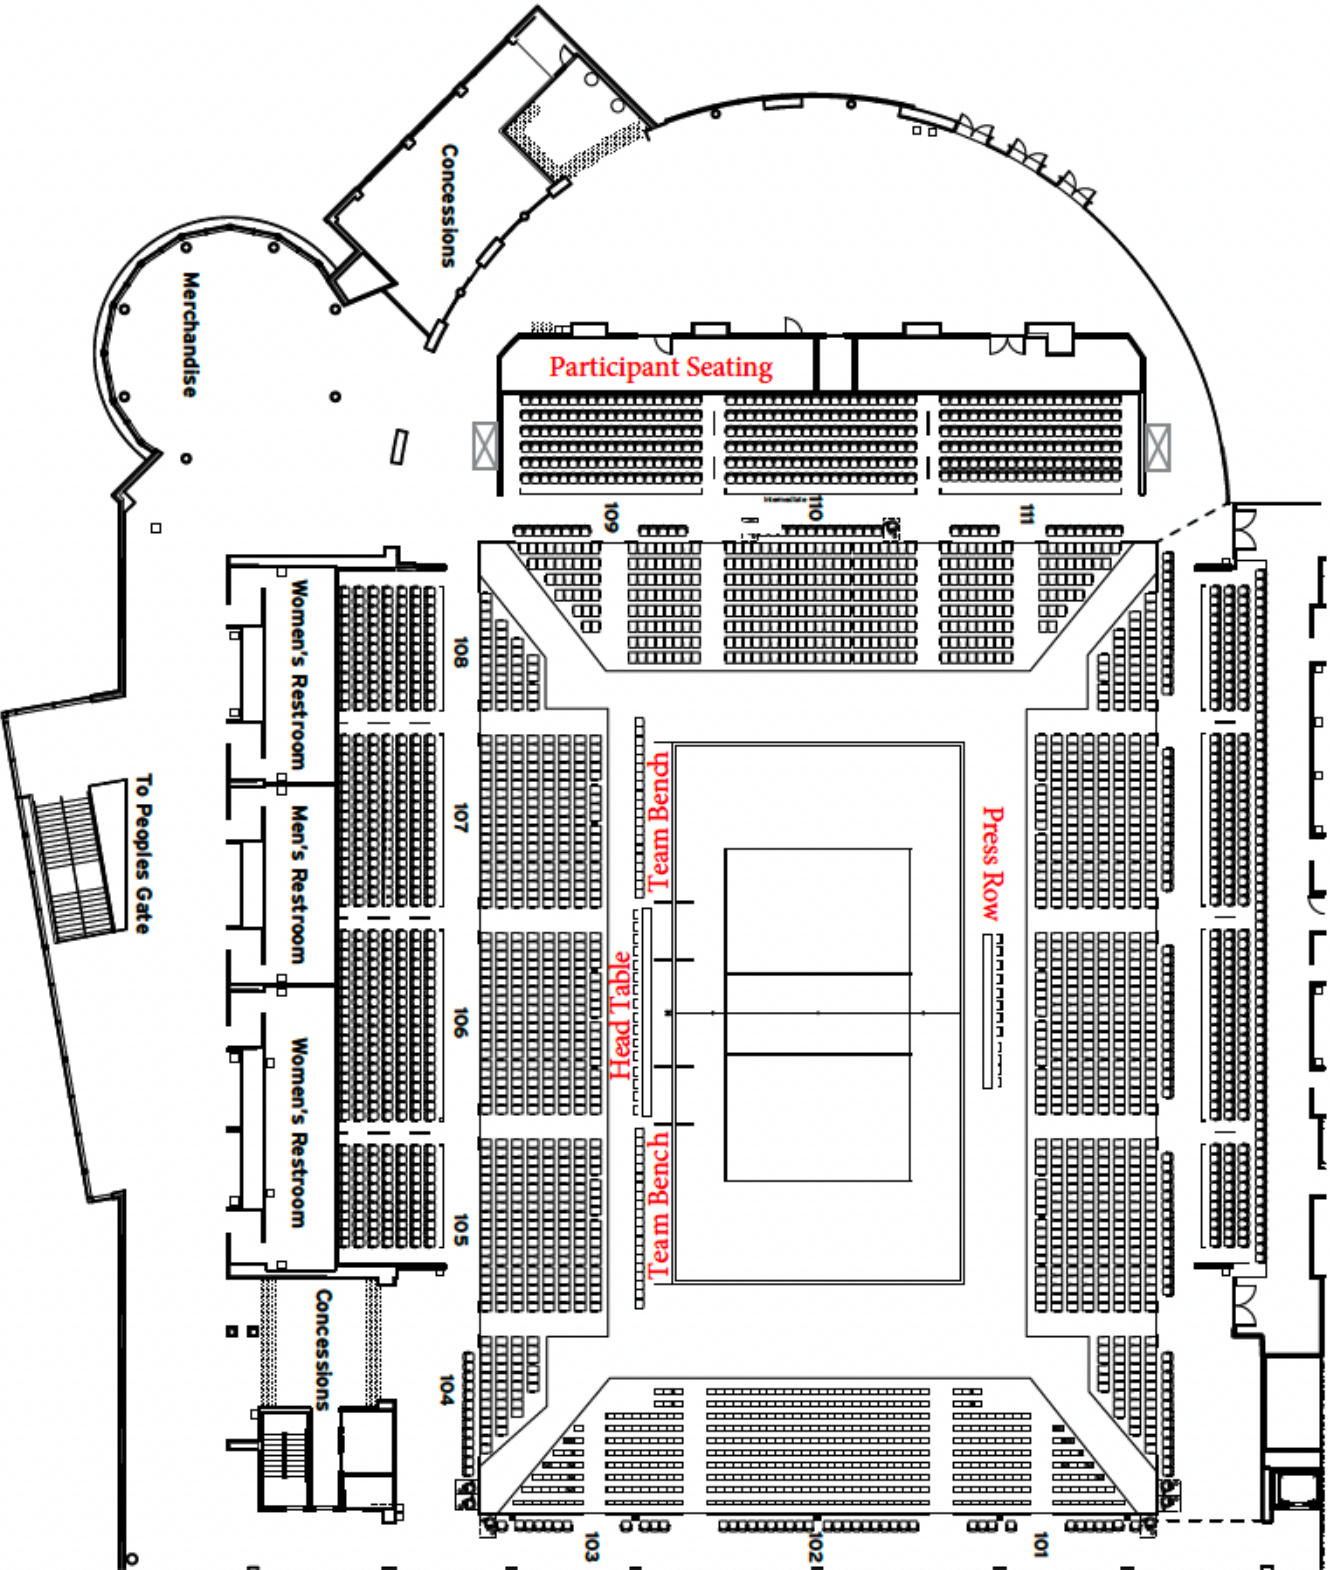 Concessions
Merchandise
Participant Seating
109
110
111
Women's Restroom
108
To Peoples Gate
Men's Restroom
107
Team Bench
Press Row
Head Table
106
Women's Restroom
Team Bench
105
Concessions
104
103
102
101